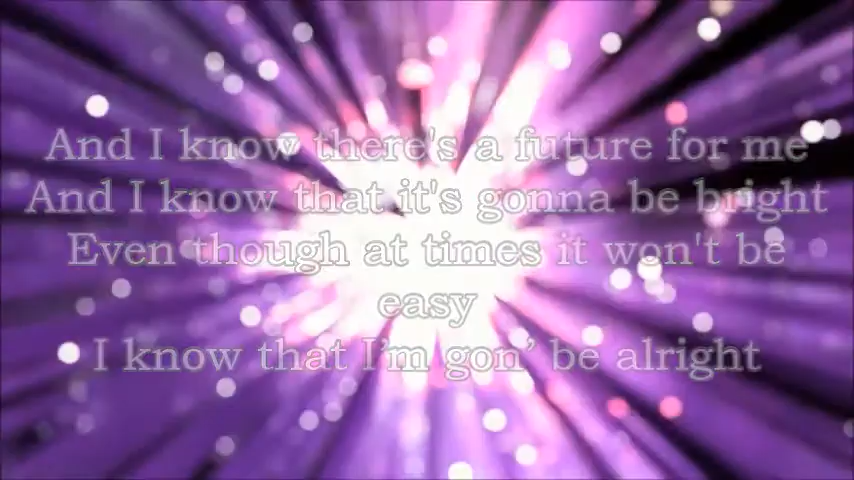 And I know there's a future for me
And I know that it's gonna be bright
Even though at times it won't be
easy
I know that I’m gon’ be alright